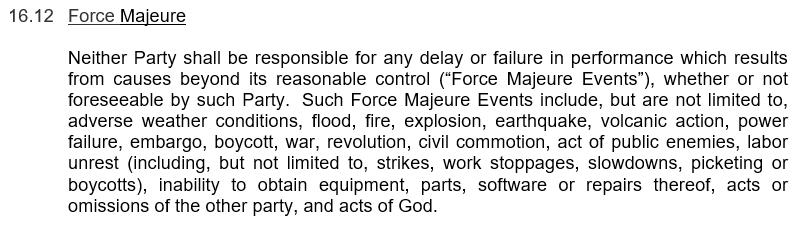 16.12 Force Majeure
Neither Party shall be responsible for any delay or failure in performance which results
from causes beyond its reasonable control (“Force Majeure Events”), whether or not
foreseeable by such Party.  Such Force Majeure Events include, but are not limited to,
adverse weather conditions, flood, fire, explosion, earthquake, volcanic action, power
failure, embargo, boycott, war, revolution, civil commotion, act of public enemies, labor
unrest (including, but not limited to, strikes, work stoppages, slowdowns, picketing or
boycotts), inability to obtain equipment, parts, software or repairs thereof, acts or
omissions of the other party, and acts of God.